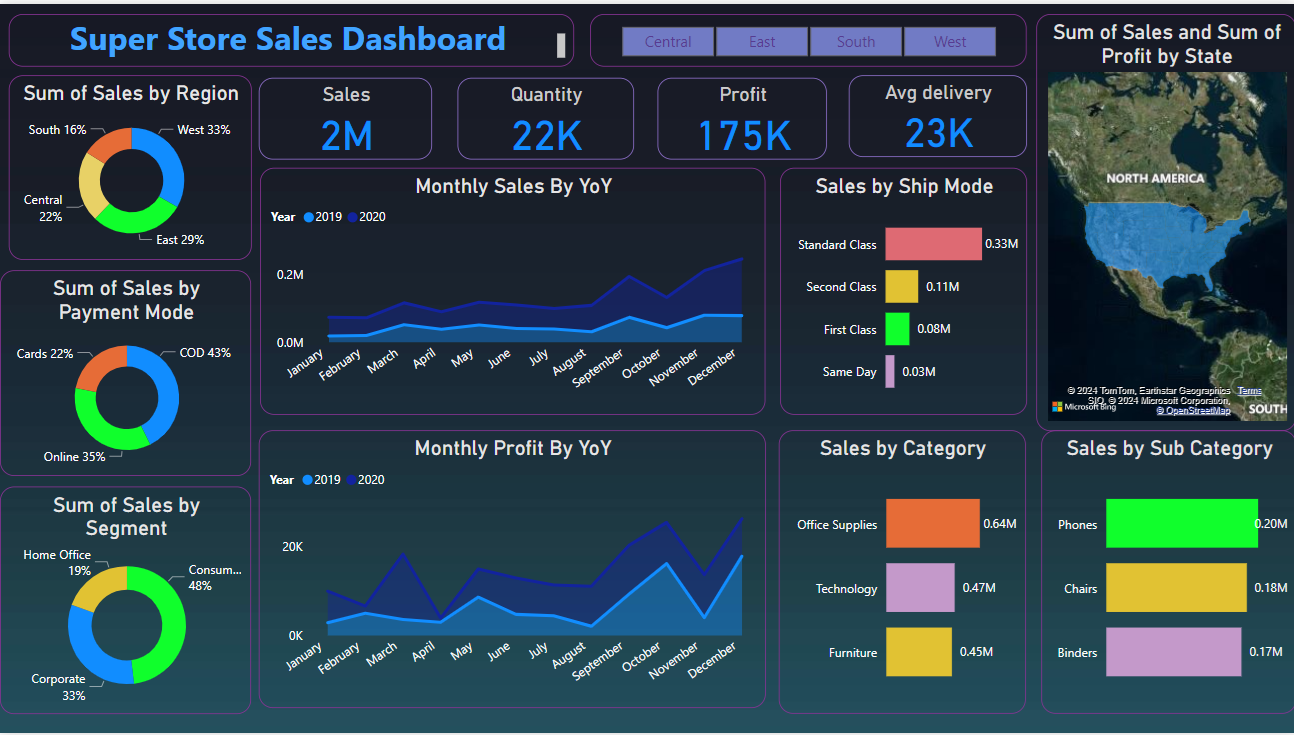 Super Store Sales Dashboard
Central East South West
Sum of Sales and Sum of
Profit by State
NORTH AMERICA
© 2024 TomTom, Earthstar Geographics Terms
SIO, © 2024 Microsoft Corporation,
Microsoft Bing
© OpenStreetMap
SOUTH
Sum of Sales by Region
South 16%
West 33%
Central
22%
East 29%
Sales
2M
Quantity
22K
Profit
175K
Avg delivery
23K
Monthly Sales By YoY
Year 2019 2020
0.2M
0.0M
January February March April May June July August September October November December
Sales by Ship Mode
Standard Class 0.33M
Second Class 0.11M
First Class 0.08M
Same Day 0.03M
Sum of Sales by
Payment Mode
Cards 22%
COD 43%
Online 35%
Monthly Profit By YoY
Year 2019 2020
20K
0K
January February March April May June July August September October November December
Sales by Category
Office Supplies 0.64M
Technology 0.47M
Furniture 0.45M
Sales by Sub Category
Phones 0.20M
Chairs 0.18M
Binders 0.17M
Sum of Sales by
Segment
Home Office
19%
Consum...
48%
Corporate
33%